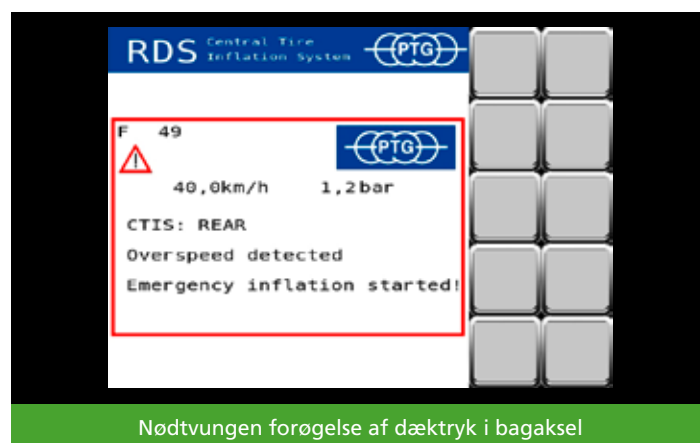 RDS Central Tire Inflation System PTG
F 49
PTG
40,0km/h 1,2bar
CTIS: REAR
Overspeed detected
Emergency inflation started!
Nødtvungen forøgelse af dæktryk i bagaksel